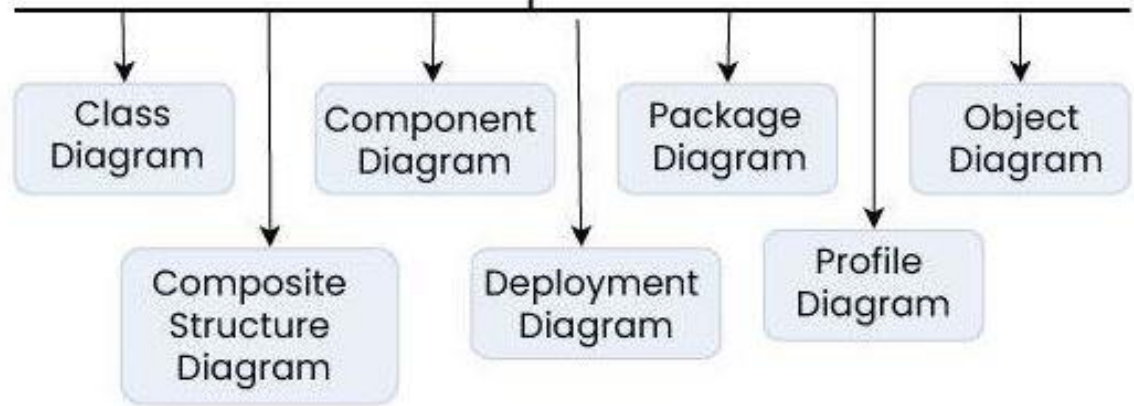 Class
Diagram
Component
Diagram
Package
Diagram
Object
Diagram
Composite
Structure
Diagram
Deployment
Diagram
Profile
Diagram